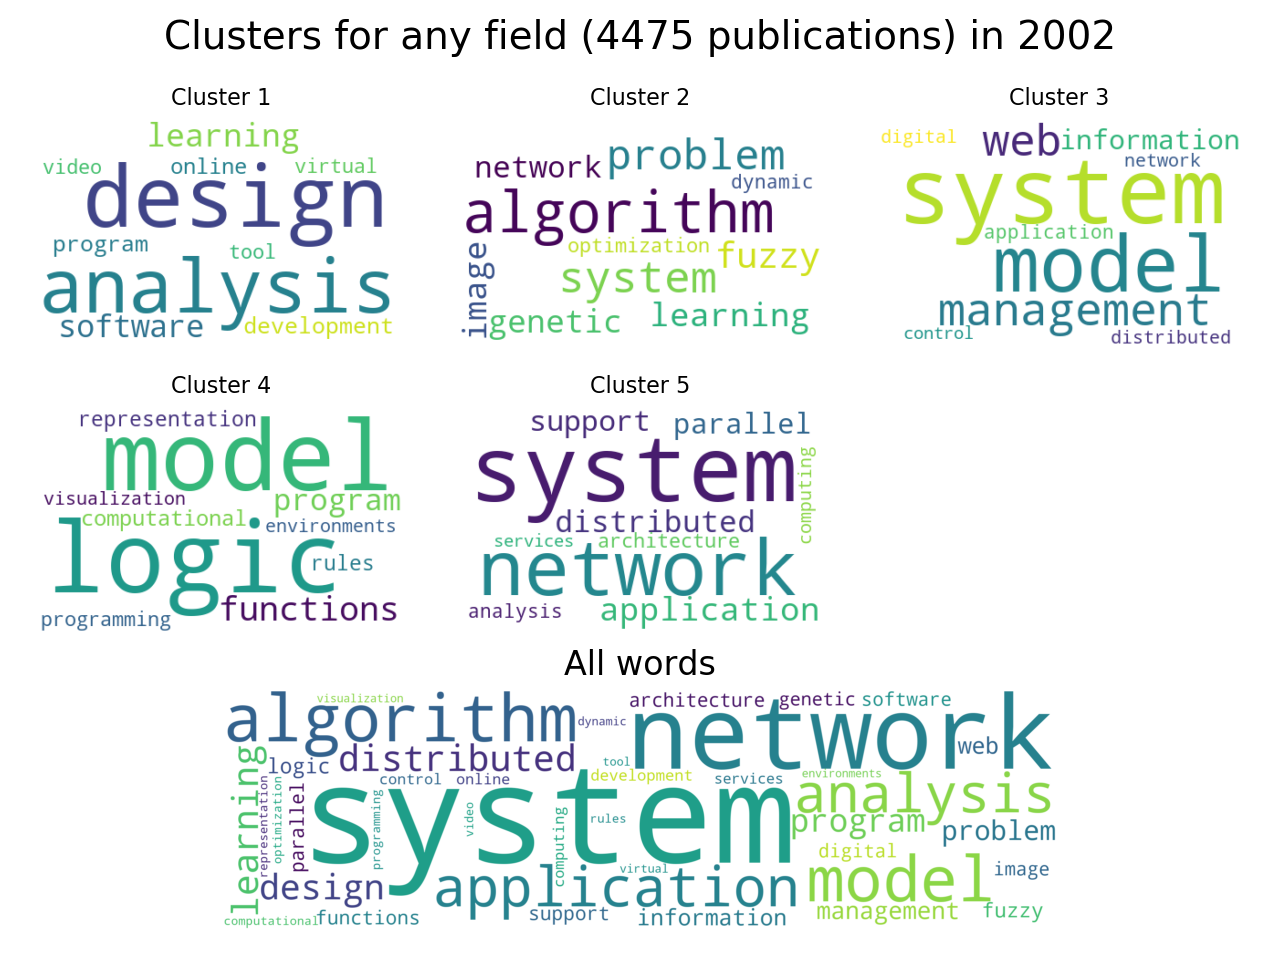 Clusters for any field (4475 publications) in 2002
Cluster 1
learning
video online virtual
design
program tool
analysis
software development
Cluster 2
network problem
dynamic
algorithm
image optimization fuzzy
system
genetic learning
Cluster 3
digital web information
network
system
application
model
management
control distributed
Cluster 4
representation
model
visualization program
computational environments
logic
rules
programming functions
Cluster 5
support parallel
system
computing
distributed
services architecture
network
analysis application
All words
visualization architecture genetic software
algorithm dynamic network
web
logic distributed tool
control online development services environments
learning representation optimization parallel programming system video computing rules analysis
program problem
digital
design application virtual model image
computational functions support information management fuzzy